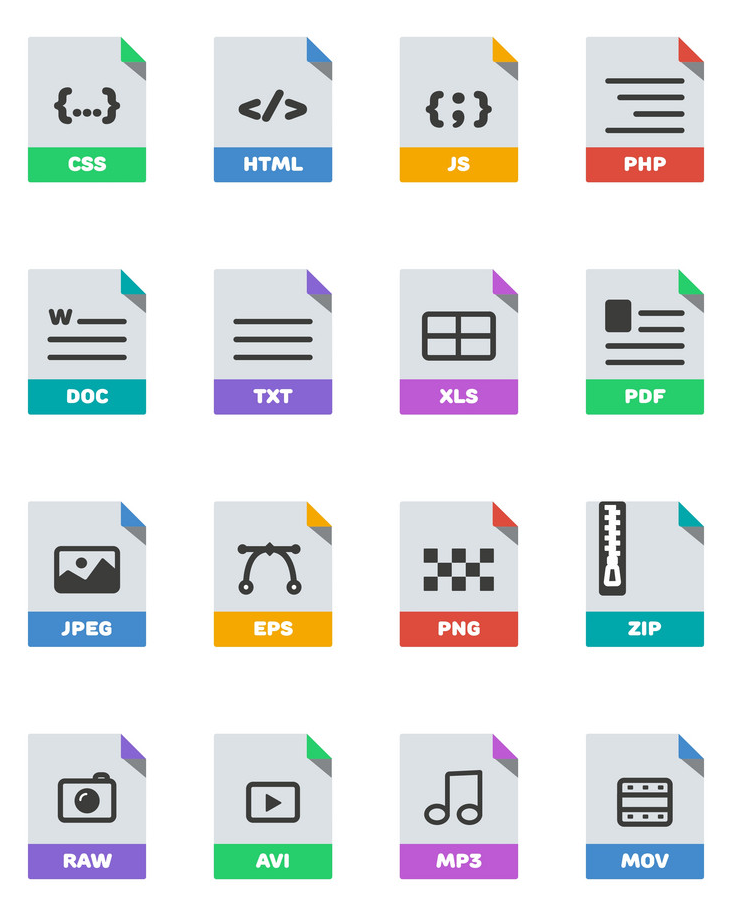 {...}
</>
{;}
CSS
HTML
JS
PHP
W
DOC
TXT
XLS
PDF
JPEG
EPS
PNG
ZIP
RAW
AVI
MP3
MOV